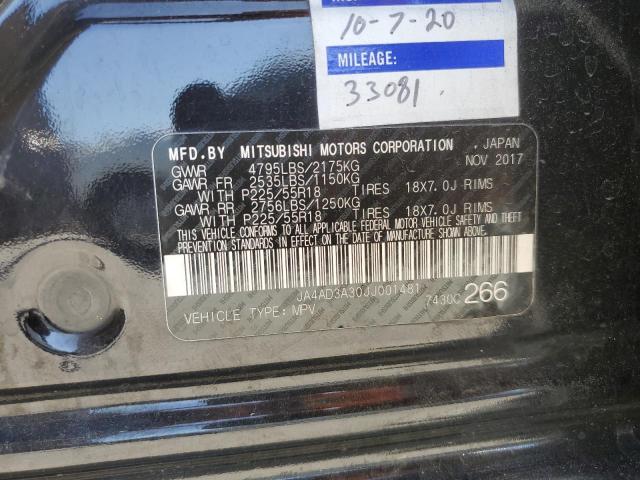 10-7-20
MILEAGE:
33081.
MFD.BY MITSUBISHI MOTORS CORPORATION JAPAN
GVWR 4795LBS/2175KG NOV 2017
GAWR FR 2535LBS/1150KG
WITH P225/55R18 TIRES 18X7.0J RIMS
GAWR RR 2756LBS/1250KG
WITH P225/55R18 TIRES 18X7.0J RIMS
THIS VEHICLE CONFORMS TO ALL APPLICABLE FEDERAL MOTOR VEHICLE SAFETY AND THEFT
PREVENTION STANDARDS IN EFFECT ON THE DATE OF MANUFACTURE SHOWN ABOVE.
JA4AD3A30JJ001481
7430C 266
VEHICLE TYPE: MPV